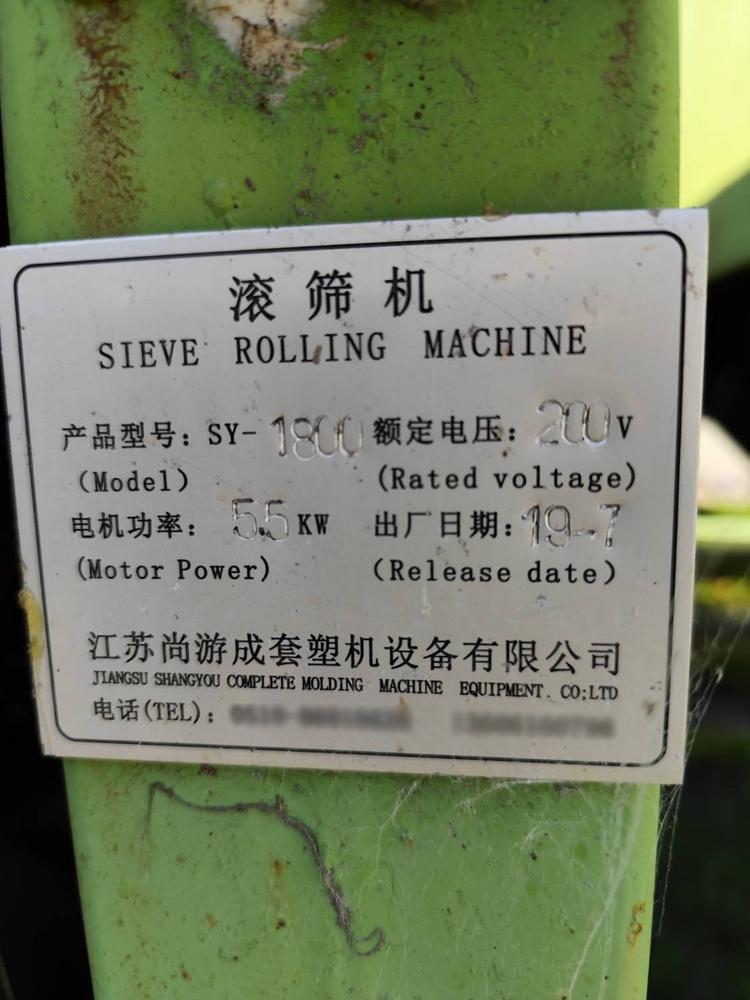 滚筛机
SIEVE ROLLING MACHINE
产品型号：SY-1800 额定电压：200V
(Model) (Rated voltage)
电机功率：5.5KW 出厂日期：19-7
(Motor Power) (Release date)
江苏尚游成套塑机设备有限公司
JIANGSU SHANGYOU COMPLETE MOLDING MACHINE EQUIPMENT. CO;LTD
电话(TEL)：